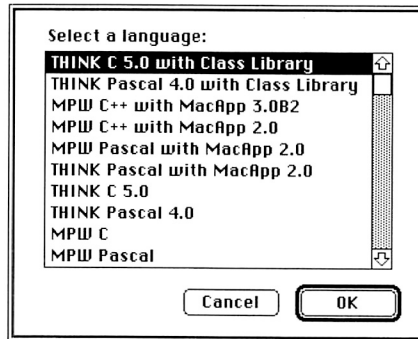 Select a language:
THINK C 5.0 with Class Library
THINK Pascal 4.0 with Class Library
MPW C++ with MacApp 3.0B2
MPW C++ with MacApp 2.0
MPW Pascal with MacApp 2.0
THINK Pascal with MacApp 2.0
THINK C 5.0
THINK Pascal 4.0
MPW C
MPW Pascal
Cancel
OK